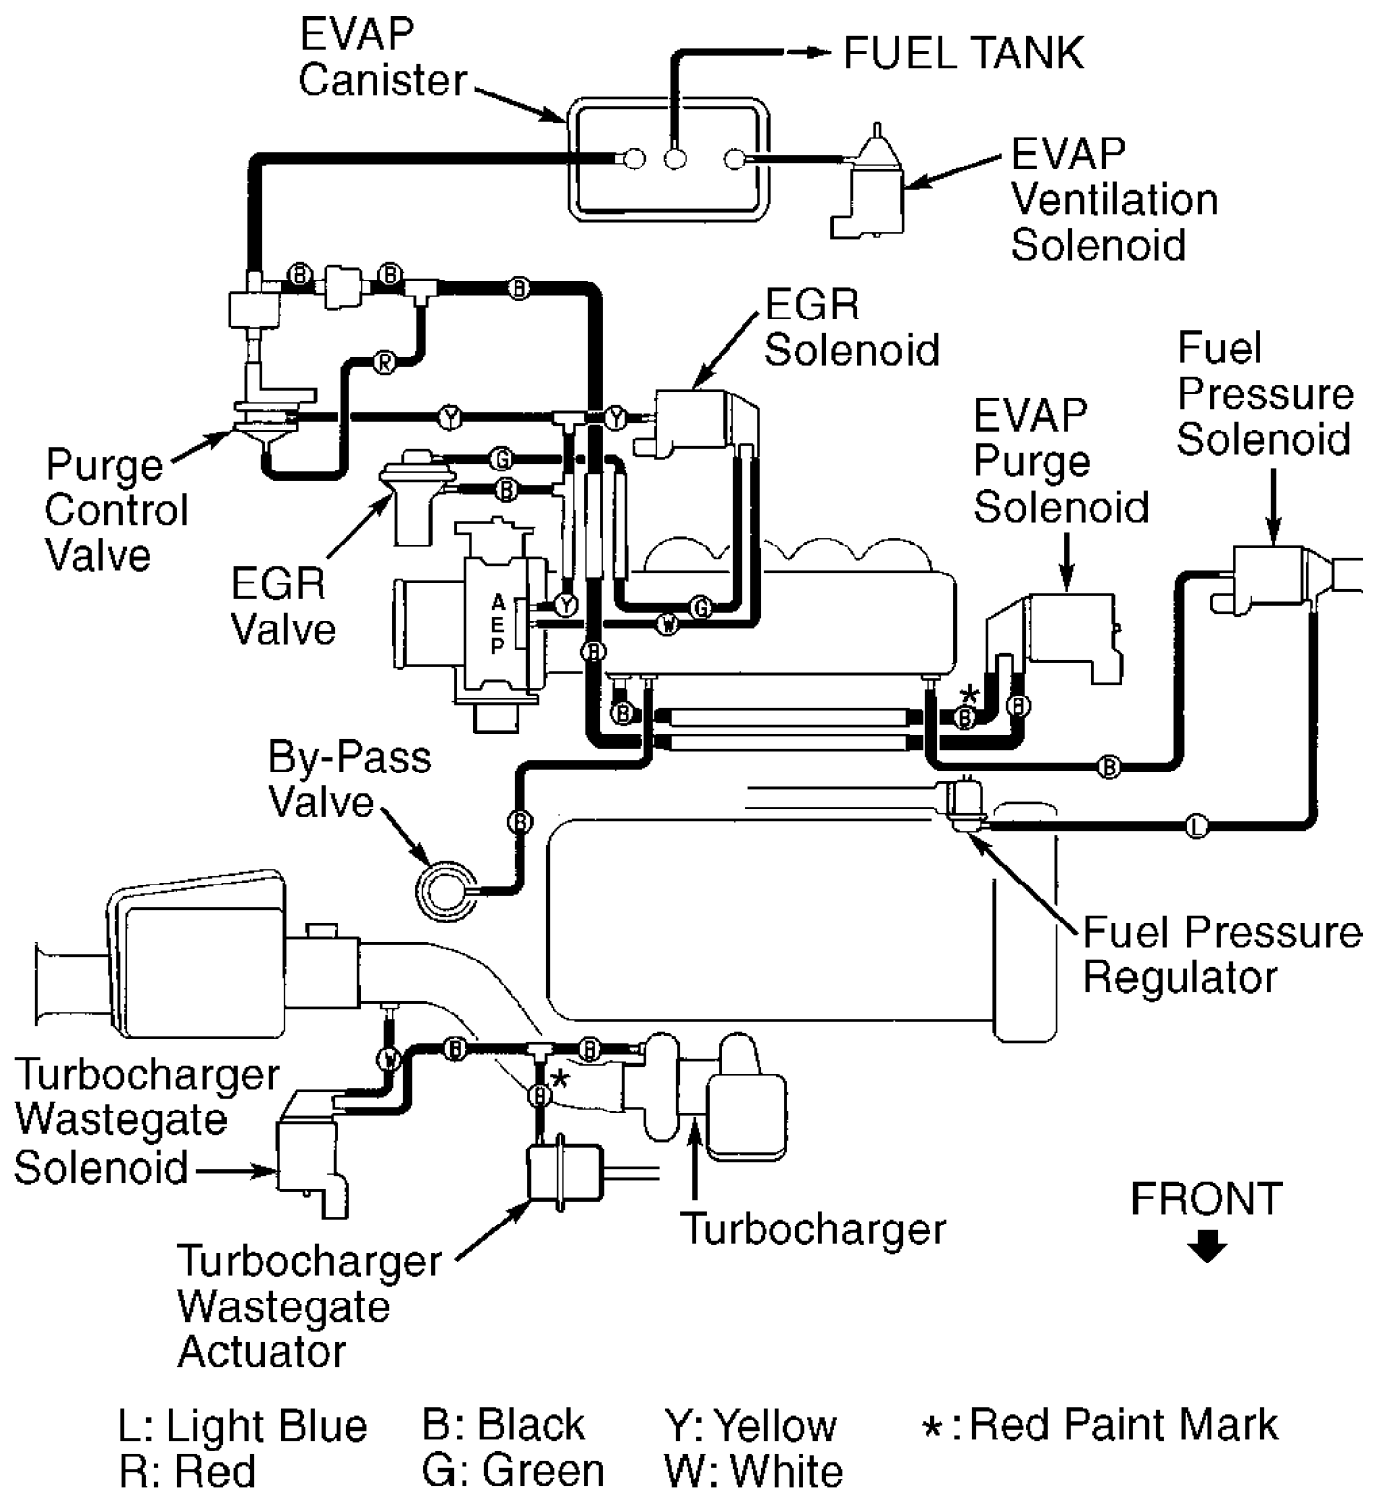 EVAP
Canister
FUEL TANK
EVAP
Ventilation
Solenoid
B
B
B
EGR
Solenoid
Fuel
Pressure
Solenoid
R
EVAP
Purge
Solenoid
Y
Y
Purge
Control
Valve
G
B
EGR
Valve
A
E
P
Y
G
W
B
*
B
B
B
By-Pass
Valve
B
B
L
Fuel Pressure
Regulator
W
B
B
*
B
Turbocharger
Wastegate
Solenoid
Turbocharger
FRONT
Turbocharger
Wastegate
Actuator
L: Light Blue B: Black Y: Yellow *: Red Paint Mark
R: Red G: Green W: White